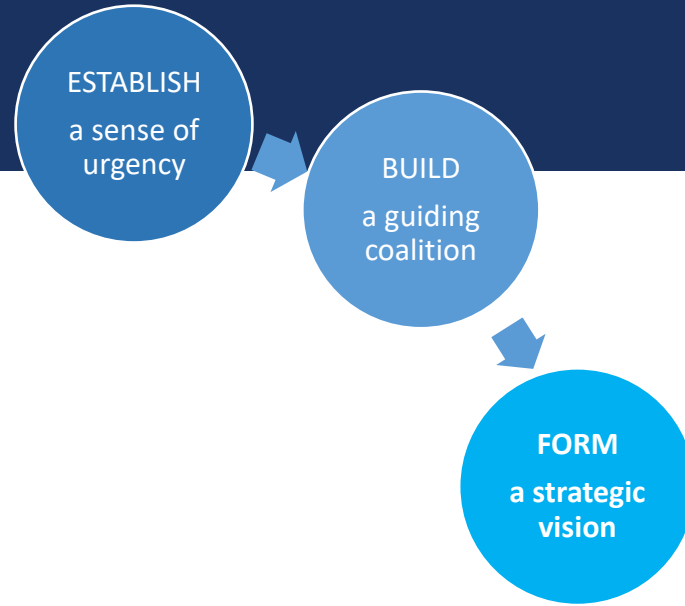 ESTABLISH
a sense of
urgency
BUILD
a guiding
coalition
FORM
a strategic
vision